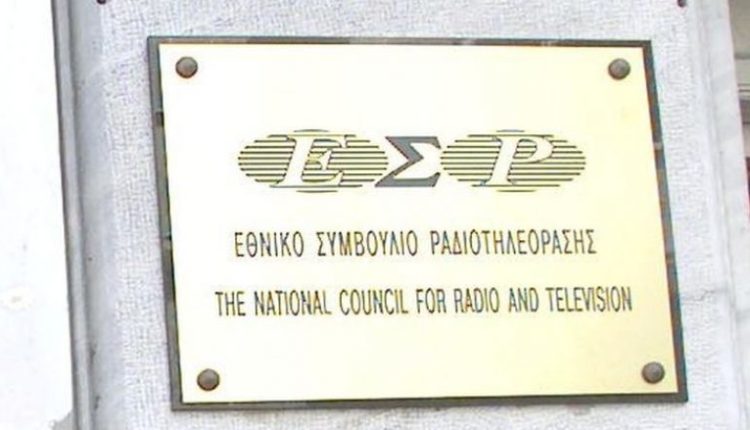 ΕΣΡ
ΕΘΝΙΚΟ ΣΥΜΒΟΥΛΙΟ ΡΑΔΙΟΤΗΛΕΟΡΑΣΗΣ
THE NATIONAL COUNCIL FOR RADIO AND TELEVISION